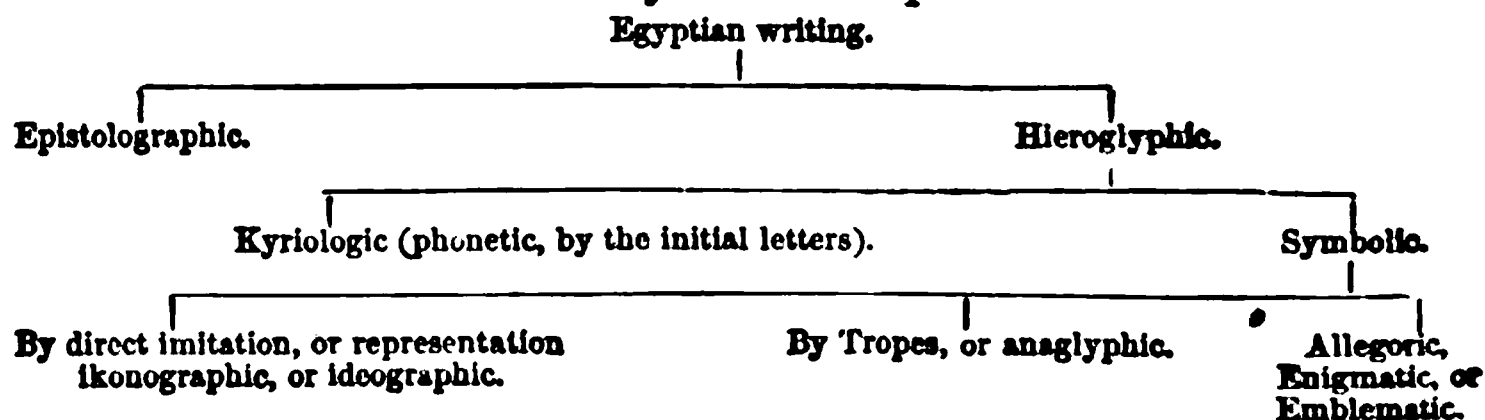 Egyptian writing.
Epistolographic. Hieroglyphic.
Kyriologic (phonetic, by the initial letters). Symbolic.
By direct imitation, or representation By Tropes, or anaglyphic. Allegoric,
ikonographic, or ideographic. Enigmatic, or
Emblematic.